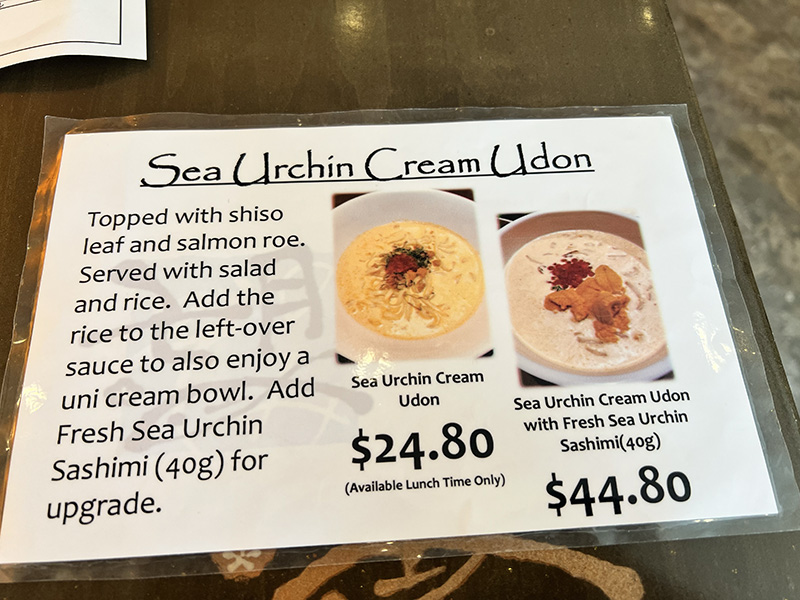 Sea Urchin Cream Udon
Topped with shiso
leaf and salmon roe.
Served with salad
and rice. Add the
rice to the left-over
sauce to also enjoy a
uni cream bowl. Add
Fresh Sea Urchin
Sashimi (40g) for
upgrade.
Sea Urchin Cream
Udon
$24.80
(Available Lunch Time Only)
Sea Urchin Cream Udon
with Fresh Sea Urchin
Sashimi(40g)
$44.80